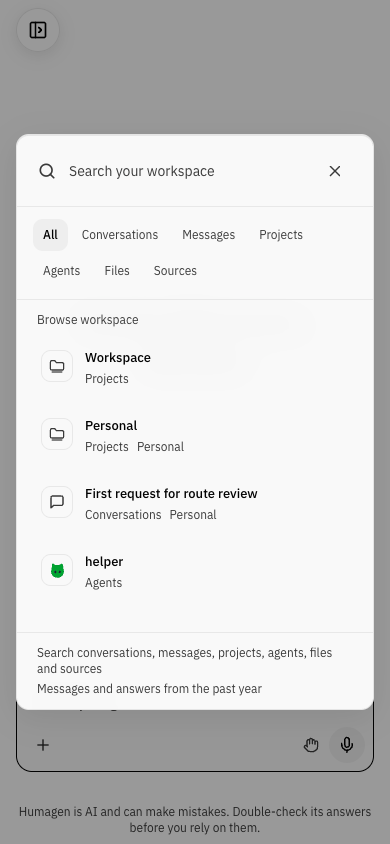 Search your workspace
All Conversations Messages Projects
Agents Files Sources
Browse workspace
Workspace
Projects
Personal
Projects Personal
First request for route review
Conversations Personal
helper
Agents
Search conversations, messages, projects, agents, files
and sources
Messages and answers from the past year
Humagen is AI and can make mistakes. Double-check its answers
before you rely on them.